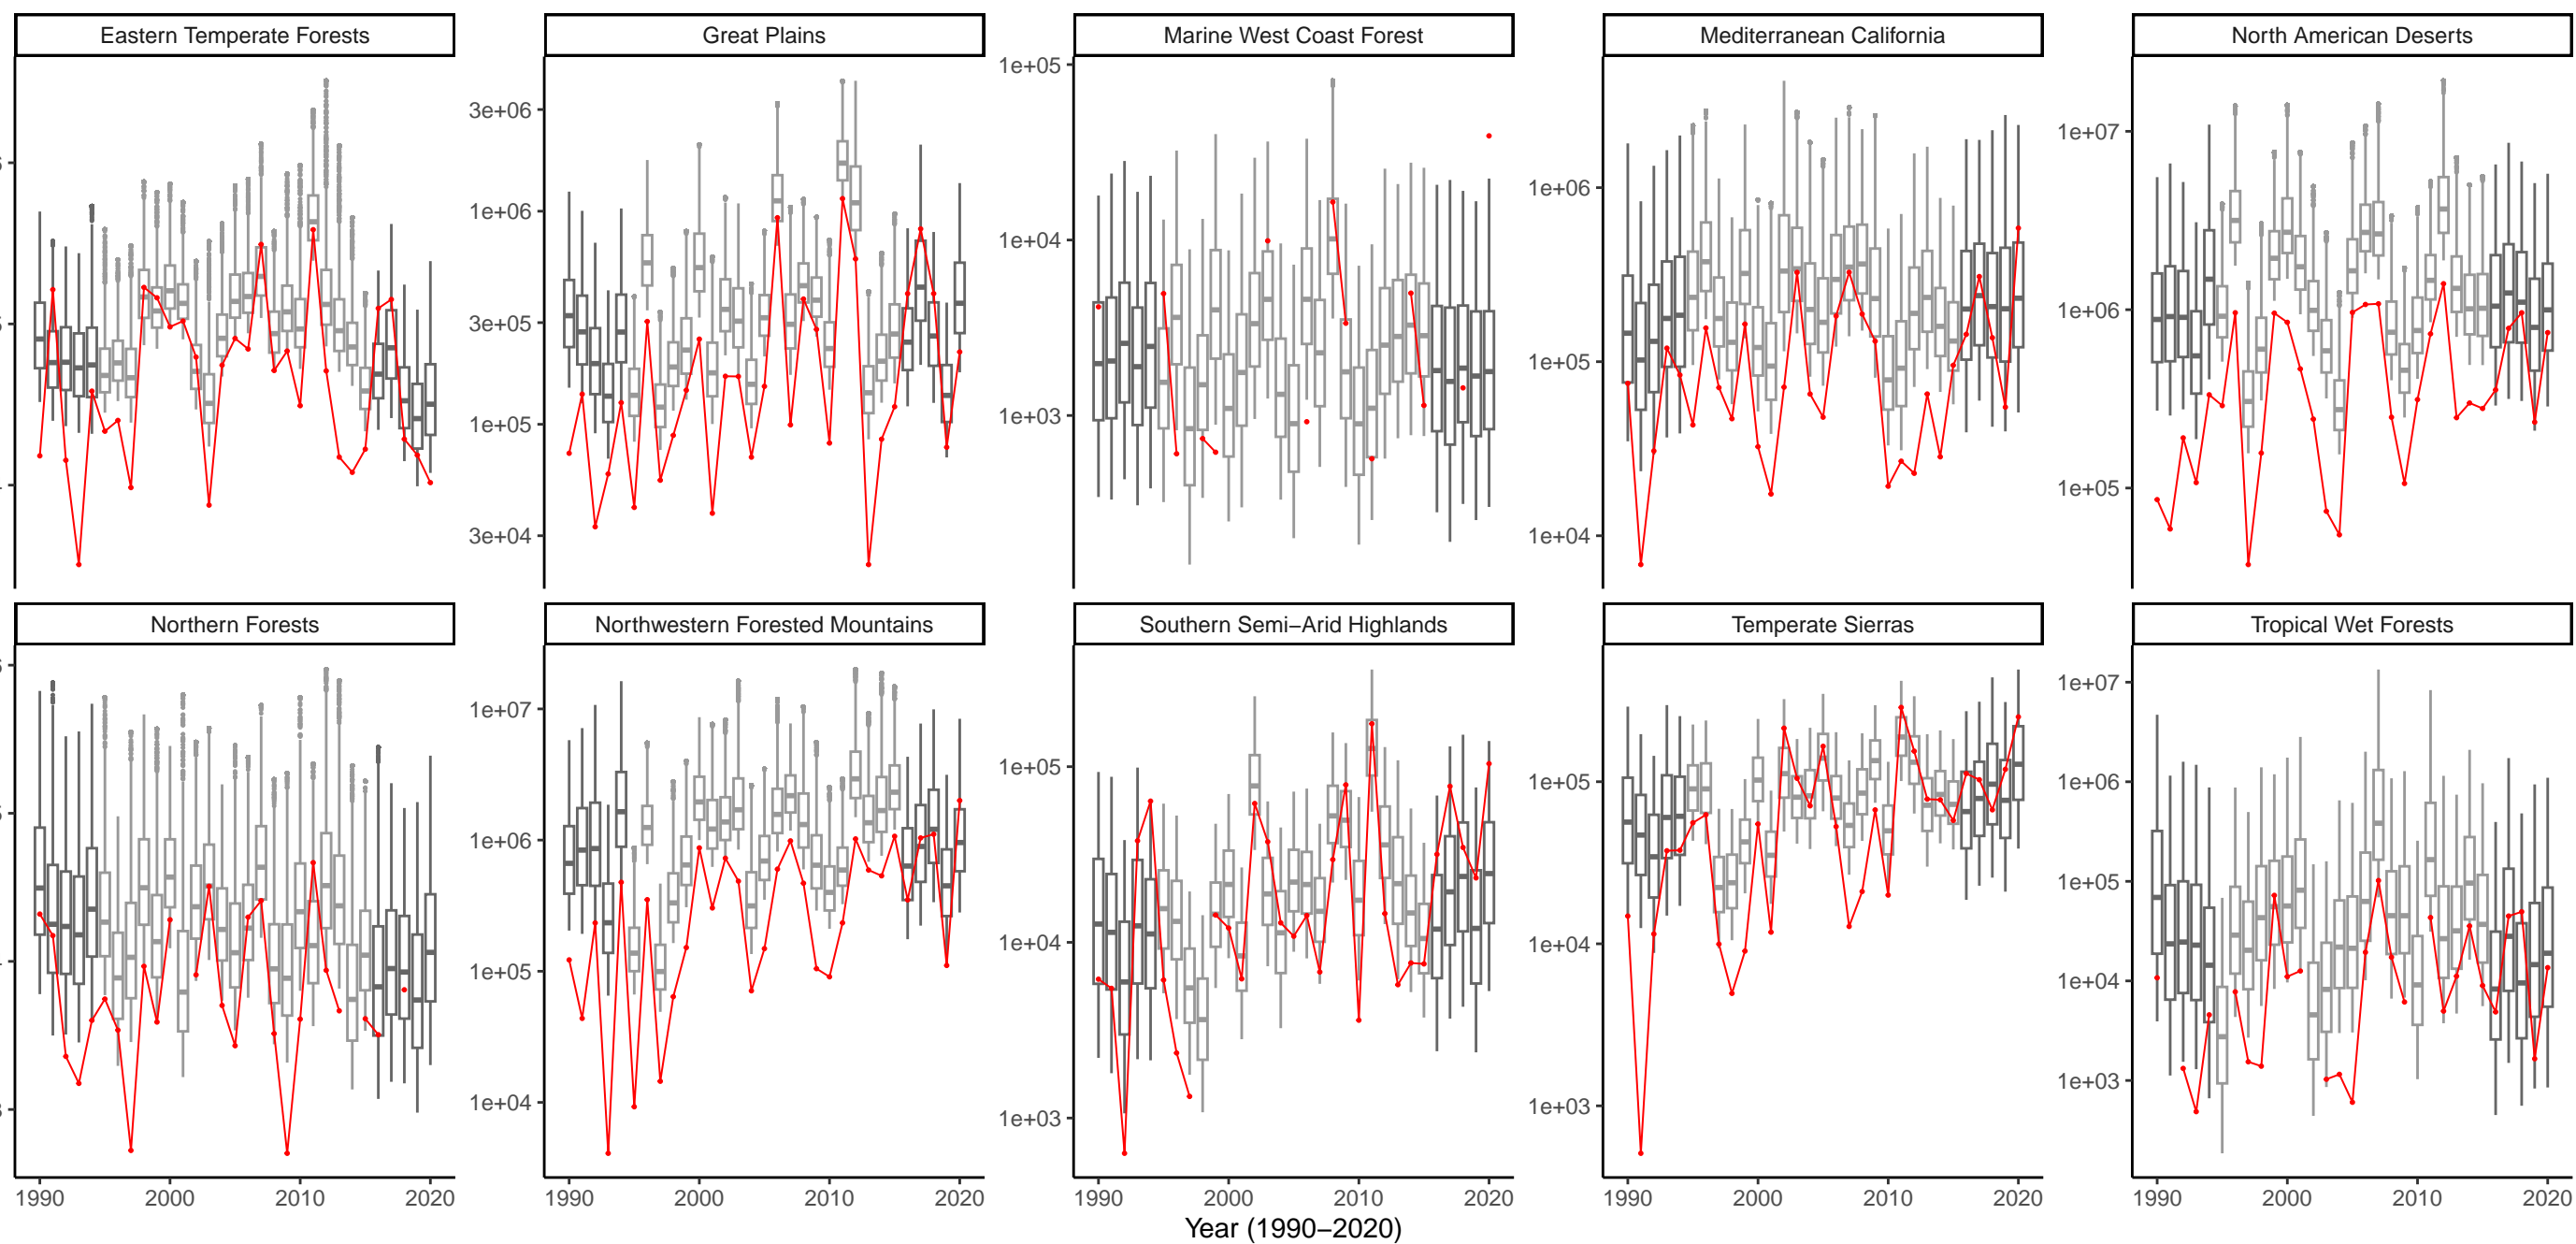 Eastern Temperate Forests
Great Plains
Marine West Coast Forest
Mediterranean California
North American Deserts
3e+06
1e+06
3e+05
1e+05
3e+04
1e+05
1e+04
1e+03
1e+06
1e+05
1e+04
1e+07
1e+06
1e+05
Northern Forests
Northwestern Forested Mountains
Southern Semi−Arid Highlands
Temperate Sierras
Tropical Wet Forests
1e+07
1e+06
1e+05
1e+04
1e+05
1e+04
1e+03
1e+05
1e+04
1e+03
1e+07
1e+06
1e+05
1e+04
1e+03
1990 2000 2010 2020 1990 2000 2010 2020 1990 2000 2010 2020 1990 2000 2010 2020 1990 2000 2010 2020
Year (1990−2020)